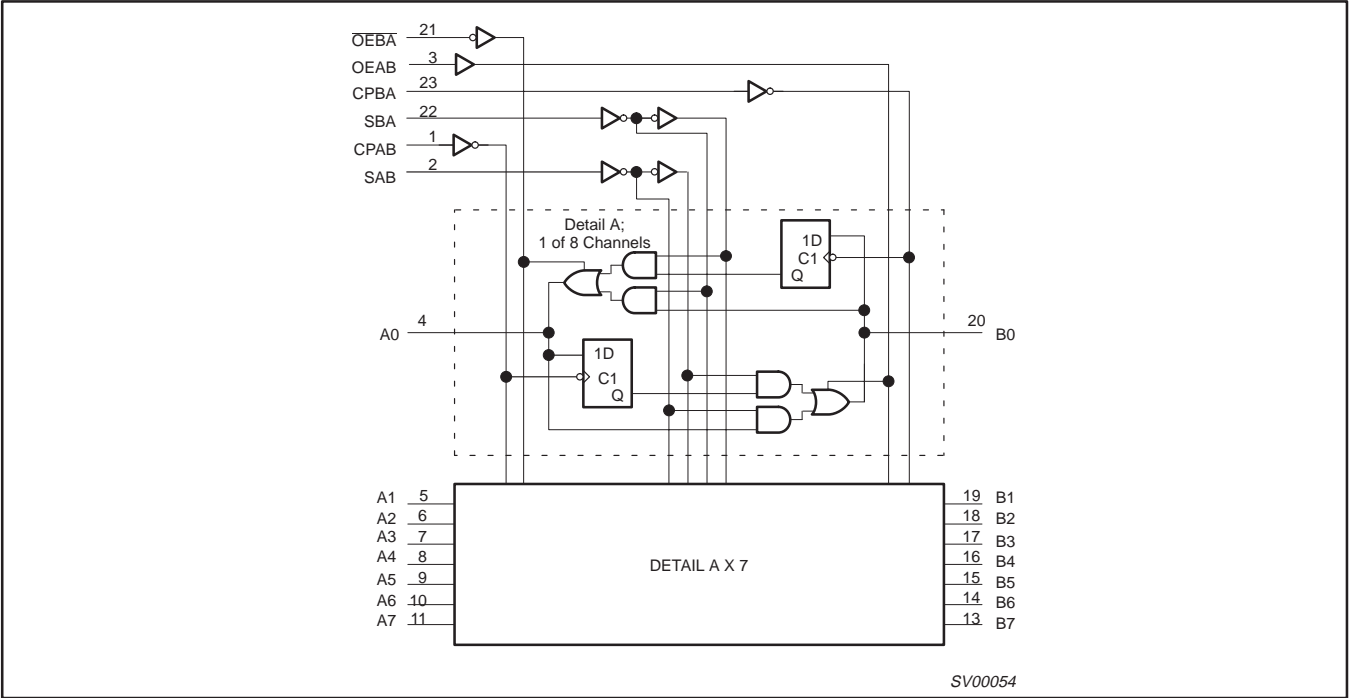 OEBA 21
OEAB 3
CPBA 23
SBA 22
CPAB 1
SAB 2
Detail A;
1 of 8 Channels
1D
C1
Q
A0 4
20 B0
1D
C1
Q
A1 5
A2 6
A3 7
A4 8
A5 9
A6 10
A7 11
DETAIL A X 7
19 B1
18 B2
17 B3
16 B4
15 B5
14 B6
13 B7
SV00054